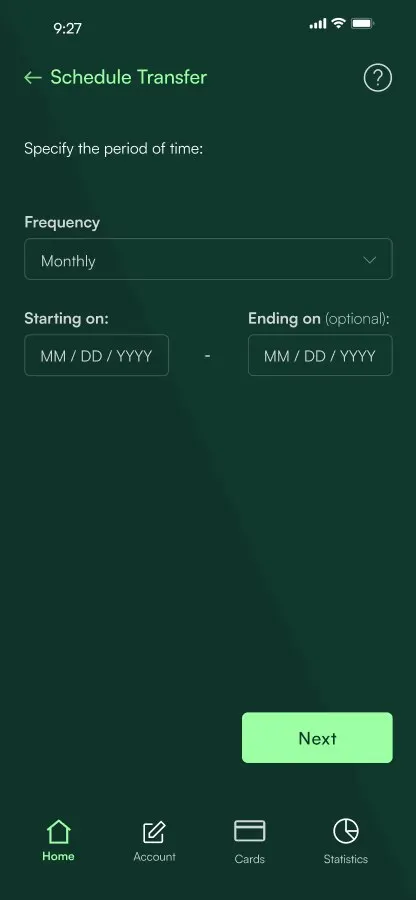 9:27
Schedule Transfer
?
Specify the period of time:
Frequency
Monthly
Starting on:
Ending on (optional):
MM / DD / YYYY - MM / DD / YYYY
Next
Home Account Cards Statistics